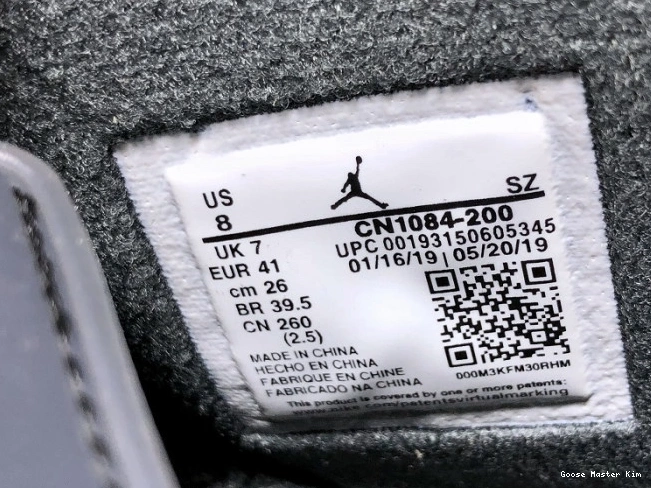 US
SZ
8
CN1084-200
UK 7
UPC 00193150605345
EUR 41
01/16/19 | 05/20/19
cm 26
BR 39.5
CN 260
(2.5)
MADE IN CHINA
HECHO EN CHINA
FABRIQUE EN CHINE
FABRICADO NA CHINA
000M3KFM30RHM
This product is covered by one or more patents:
www.nike.com/patentsvirtualmarking
Goose Master Kim